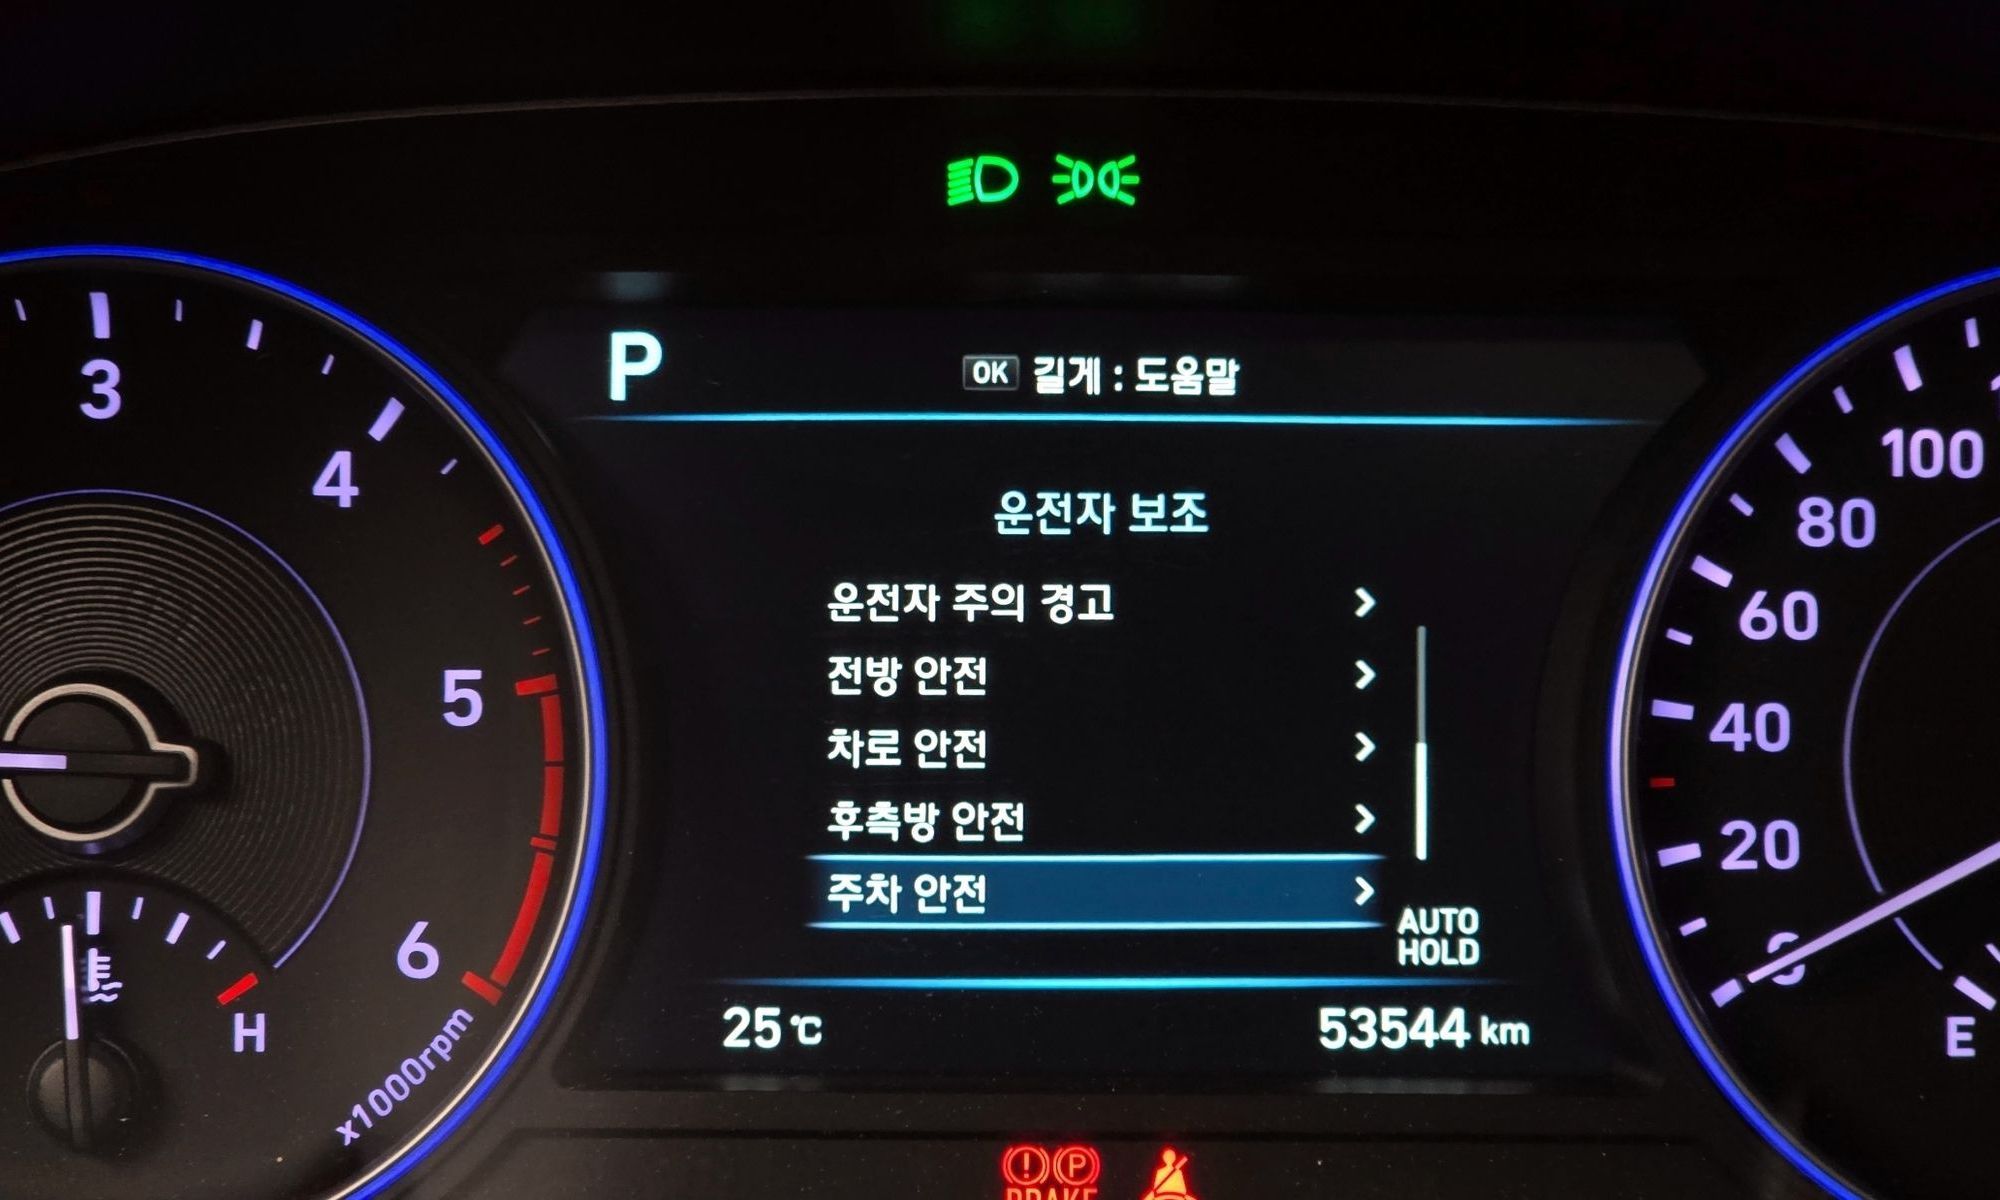 P
OK 길게 : 도움말
운전자 보조
운전자 주의 경고
전방 안전
차로 안전
후측방 안전
주차 안전
AUTO
HOLD
25 ℃
53544 km
3
4
5
6
x1000rpm
H
100
80
60
40
20
0
E
BRAKE